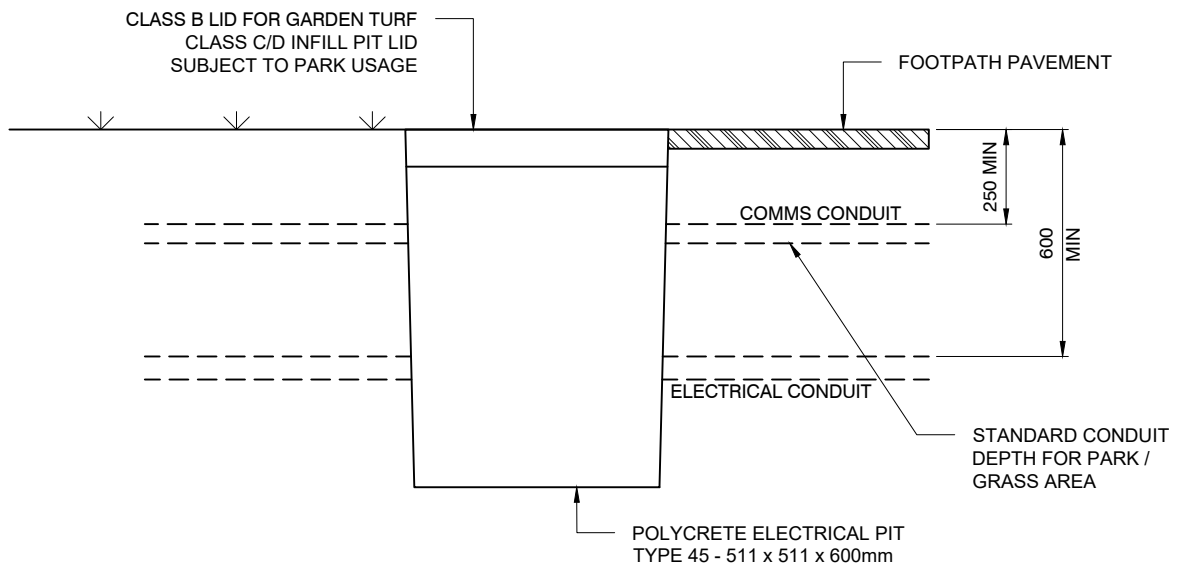 CLASS B LID FOR GARDEN TURF
CLASS C/D INFILL PIT LID
SUBJECT TO PARK USAGE
FOOTPATH PAVEMENT
250 MIN
COMMS CONDUIT
600
MIN
ELECTRICAL CONDUIT
STANDARD CONDUIT
DEPTH FOR PARK /
GRASS AREA
POLYCRETE ELECTRICAL PIT
TYPE 45 - 511 x 511 x 600mm